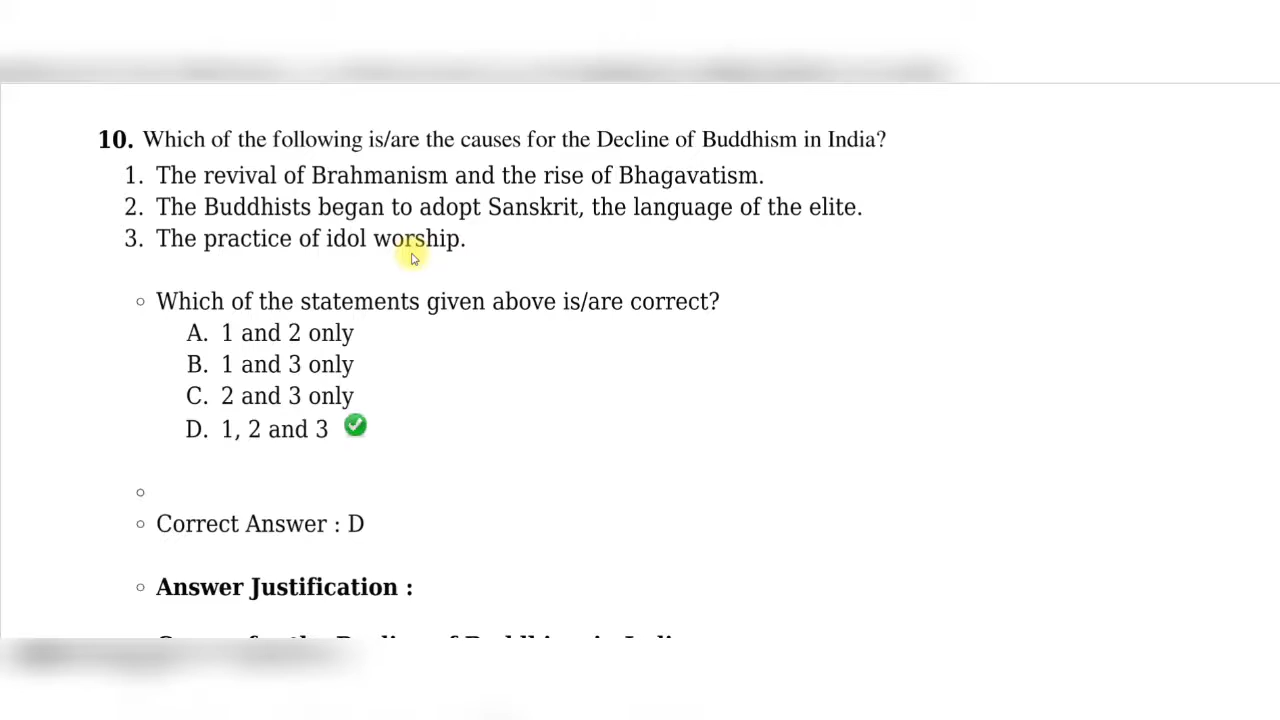 10. Which of the following is/are the causes for the Decline of Buddhism in India?
1. The revival of Brahmanism and the rise of Bhagavatism.
2. The Buddhists began to adopt Sanskrit, the language of the elite.
3. The practice of idol worship.
Which of the statements given above is/are correct?
A. 1 and 2 only
B. 1 and 3 only
C. 2 and 3 only
D. 1, 2 and 3
Correct Answer : D
Answer Justification :